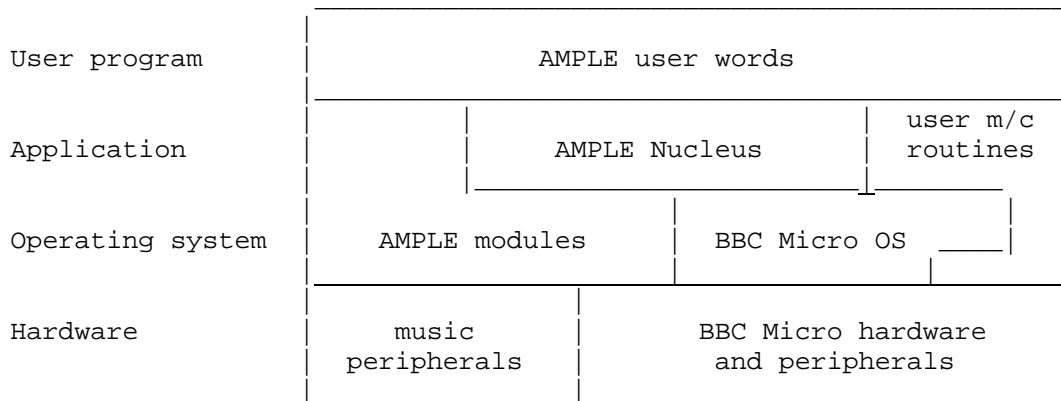 User program AMPLE user words
user m/c
Application AMPLE Nucleus routines
Operating system AMPLE modules BBC Micro OS
Hardware music BBC Micro hardware
peripherals and peripherals